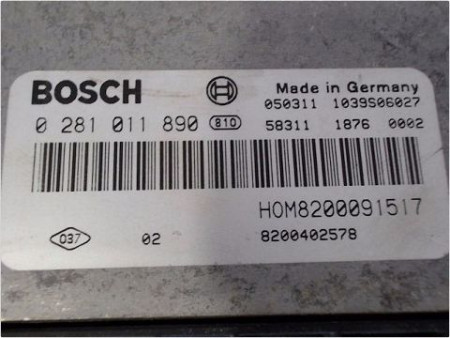 BOSCH
Made in Germany
050311 1039S06027
0 281 011 890 810
58311 1876 0002
HOM8200091517
037 02
8200402578